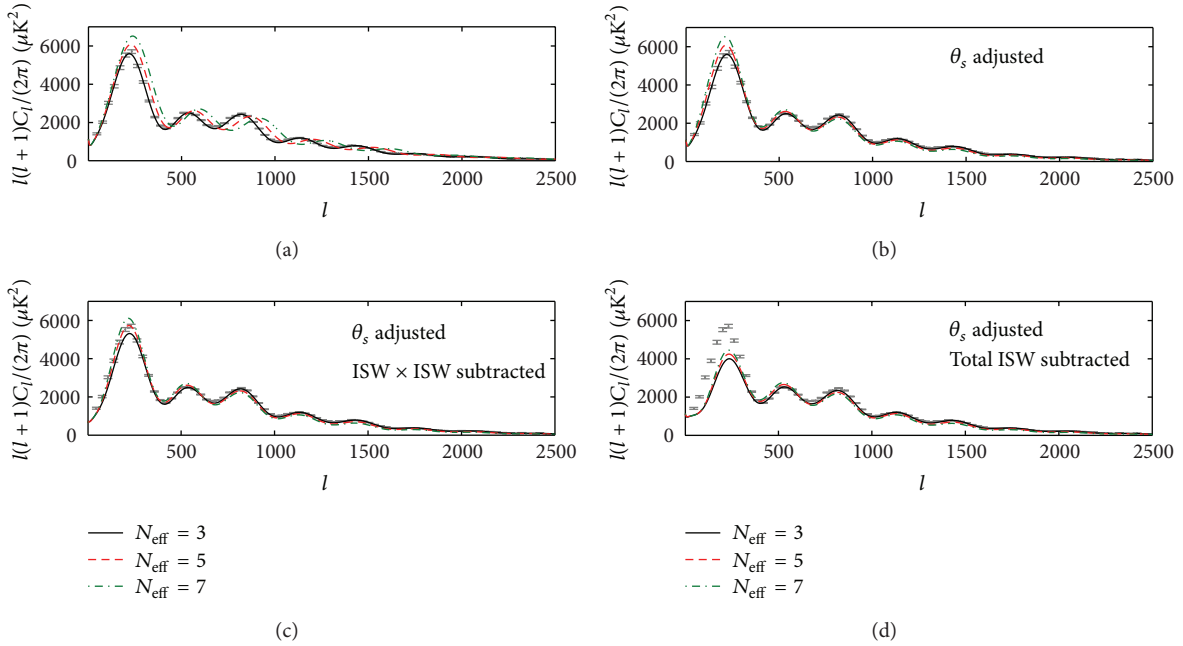 l(l + 1)C_l/(2π) (μK²)
6000
4000
2000
0
500
1000
1500
2000
2500
l
(a)
l(l + 1)C_l/(2π) (μK²)
6000
4000
2000
0
θ_s adjusted
500
1000
1500
2000
2500
l
(b)
l(l + 1)C_l/(2π) (μK²)
6000
4000
2000
0
θ_s adjusted
ISW × ISW subtracted
500
1000
1500
2000
2500
l
N_eff = 3
N_eff = 5
N_eff = 7
(c)
l(l + 1)C_l/(2π) (μK²)
6000
4000
2000
0
θ_s adjusted
Total ISW subtracted
500
1000
1500
2000
2500
l
N_eff = 3
N_eff = 5
N_eff = 7
(d)